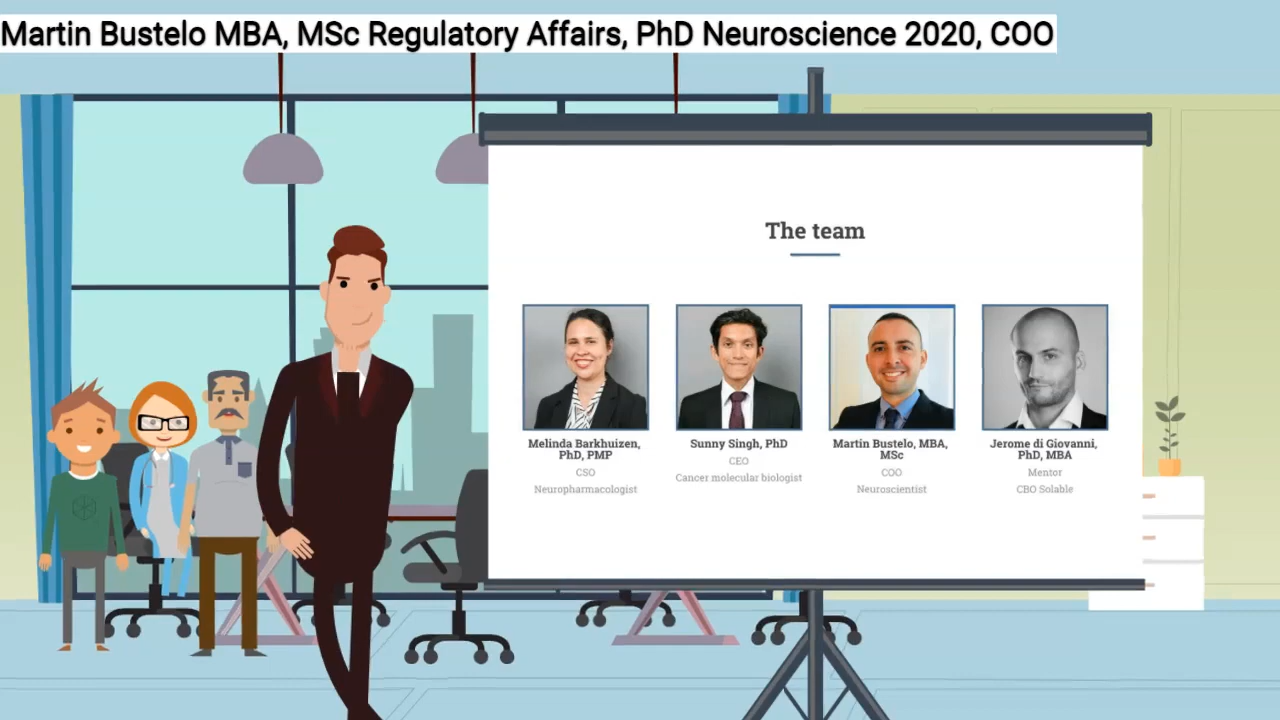 Martin Bustelo MBA, MSc Regulatory Affairs, PhD Neuroscience 2020, COO
The team
Melinda Barkhuizen,
PhD, PMP
CSO
Neuropharmacologist
Sunny Singh, PhD
CEO
Cancer molecular biologist
Martin Bustelo, MBA,
MSc
COO
Neuroscientist
Jerome di Giovanni,
PhD, MBA
Mentor
CBO Solable